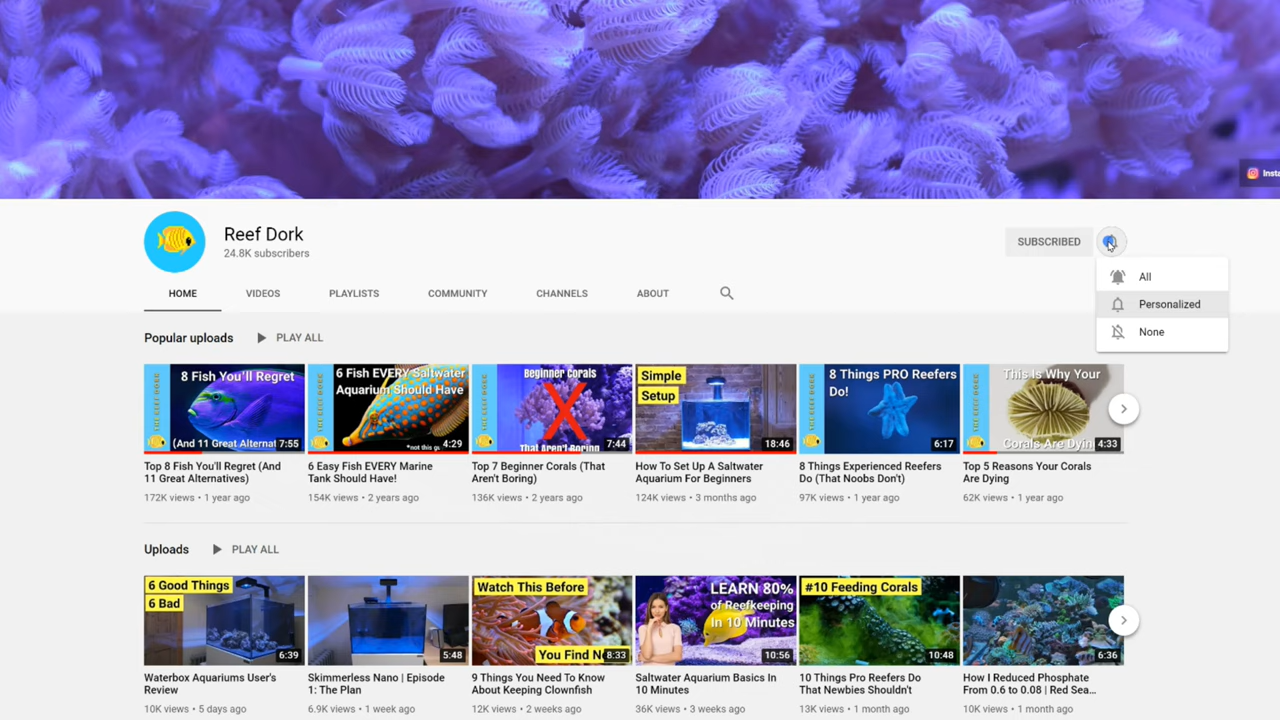 Insta
Reef Dork
24.8K subscribers
SUBSCRIBED
All
Personalized
None
HOME
VIDEOS
PLAYLISTS
COMMUNITY
CHANNELS
ABOUT
Popular uploads
PLAY ALL
8 Fish You'll Regret
(And 11 Great Alternat
7:55
6 Fish EVERY Saltwater
Aquarium Should Have
*not this gu
4:29
Beginner Corals
That Aren't Boring
7:44
Simple
Setup
18:46
8 Things PRO Reefers
Do!
6:17
This Is Why Your
Corals Are Dyin
4:33
Top 8 Fish You'll Regret (And
11 Great Alternatives)
172K views • 1 year ago
6 Easy Fish EVERY Marine
Tank Should Have!
154K views • 2 years ago
Top 7 Beginner Corals (That
Aren't Boring)
136K views • 2 years ago
How To Set Up A Saltwater
Aquarium For Beginners
124K views • 3 months ago
8 Things Experienced Reefers
Do (That Noobs Don't)
97K views • 1 year ago
Top 5 Reasons Your Corals
Are Dying
62K views • 1 year ago
Uploads
PLAY ALL
6 Good Things
6 Bad
6:39
5:48
Watch This Before
You Find N
8:33
LEARN 80%
of Reefkeeping
In 10 Minutes
10:56
#10 Feeding Corals
10:48
6:36
Waterbox Aquariums User's
Review
10K views • 5 days ago
Skimmerless Nano | Episode
1: The Plan
6.9K views • 1 week ago
9 Things You Need To Know
About Keeping Clownfish
12K views • 2 weeks ago
Saltwater Aquarium Basics In
10 Minutes
36K views • 3 weeks ago
10 Things Pro Reefers Do
That Newbies Shouldn't
13K views • 1 month ago
How I Reduced Phosphate
From 0.6 to 0.08 | Red Sea...
10K views • 1 month ago